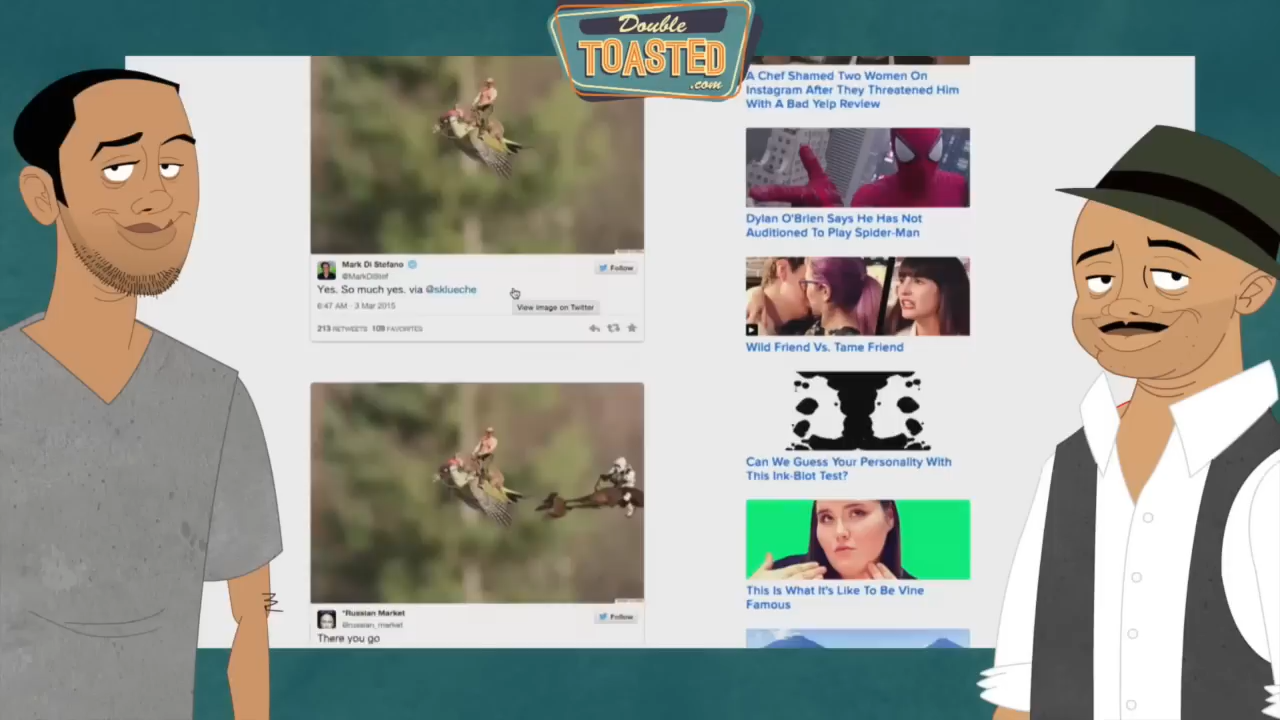 Double
TOASTED
.com
A Chef Shamed Two Women On
Instagram After They Threatened Him
With A Bad Yelp Review
Dylan O'Brien Says He Has Not
Auditioned To Play Spider-Man
Mark Di Stefano
@MarkDiStef
Follow
Yes. So much yes. via @sklueche
6:47 AM - 3 Mar 2015
View image on Twitter
213 RETWEETS 109 FAVORITES
Wild Friend Vs. Tame Friend
Can We Guess Your Personality With
This Ink-Blot Test?
This Is What It's Like To Be Vine
Famous
"Russian Market
@russian_market
Follow
There you go